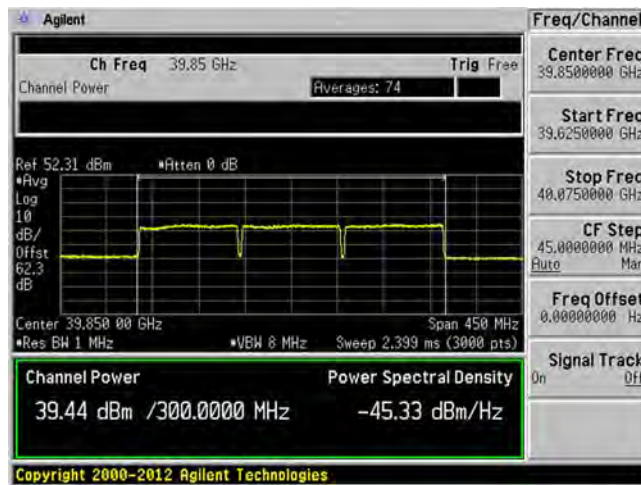 Agilent
Freq/Channel
Ch Freq 39.85 GHz Trig Free
Channel Power Averages: 74
Center Freq
39.8500000 GHz
Start Freq
39.6250000 GHz
Stop Freq
40.0750000 GHz
CF Step
45.0000000 MHz
Auto Man
Freq Offset
0.00000000 Hz
Signal Track
On Off
Ref 52.31 dBm *Atten 0 dB
*Avg
Log
10
dB/
Offst
62.3
dB
Center 39.850 00 GHz Span 450 MHz
*Res BW 1 MHz *VBW 8 MHz Sweep 2.399 ms (3000 pts)
Channel Power Power Spectral Density
39.44 dBm /300.0000 MHz -45.33 dBm/Hz
Copyright 2000-2012 Agilent Technologies